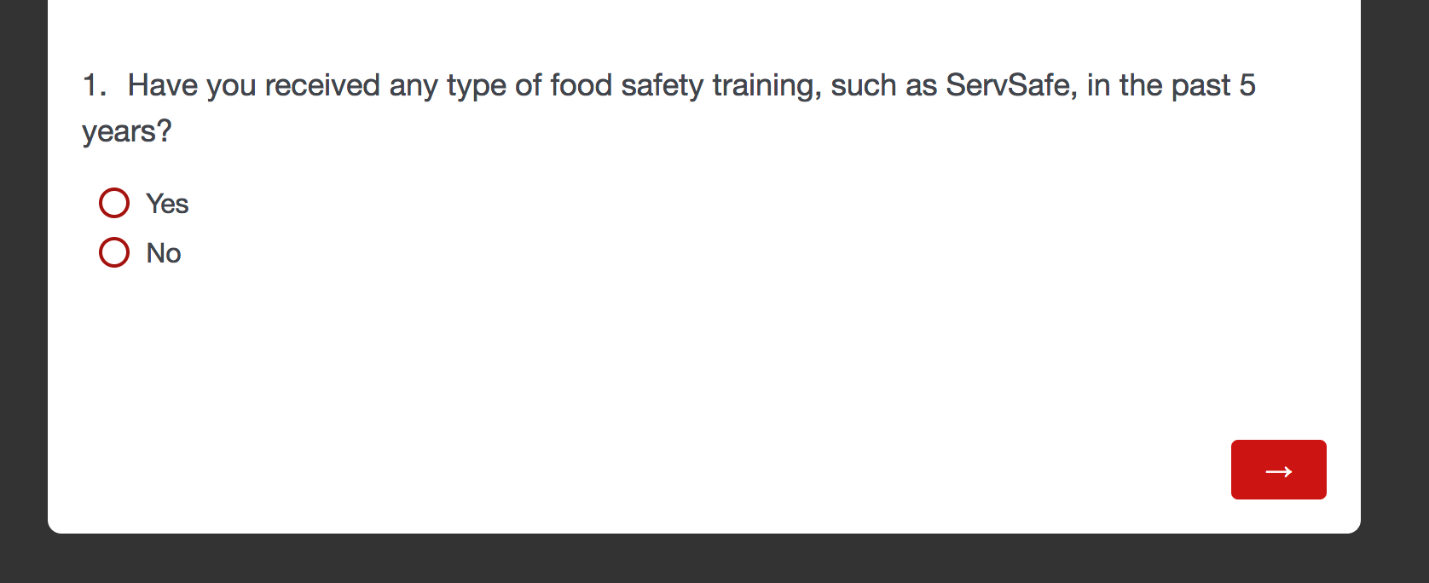 1. Have you received any type of food safety training, such as ServSafe, in the past 5
years?
Yes
No
→